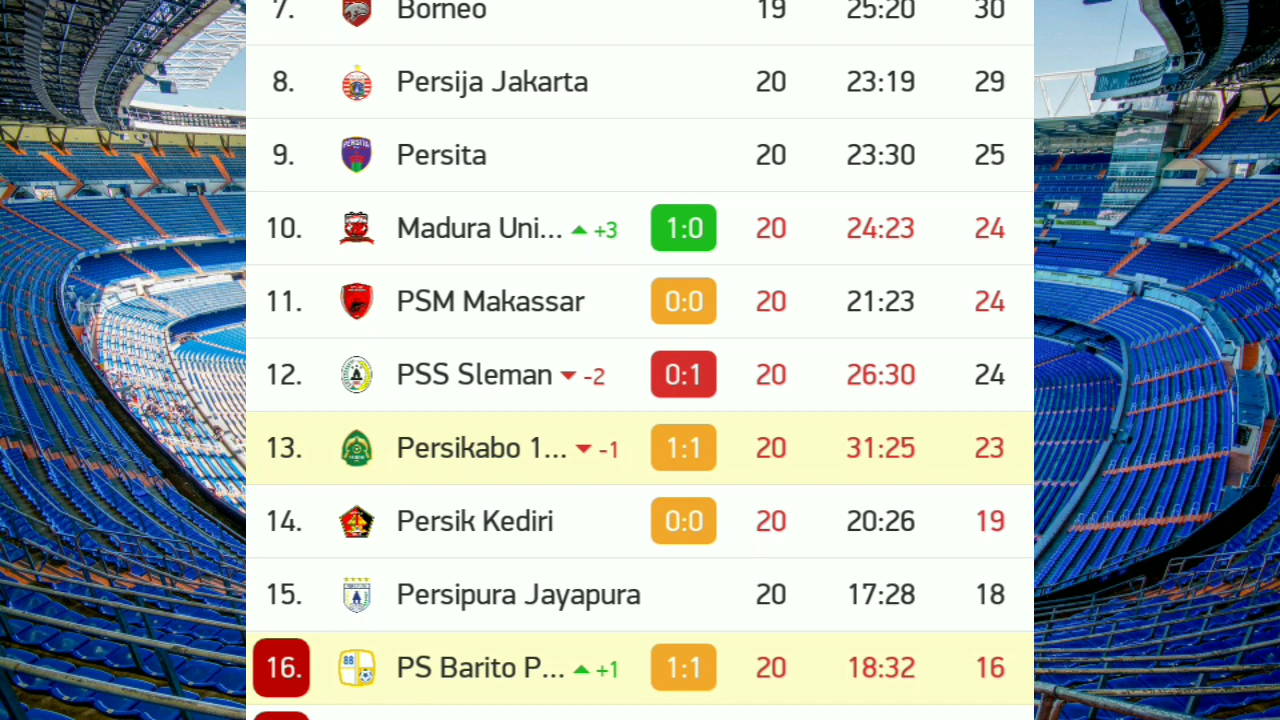 7. Borneo 19 25:20 30
8. Persija Jakarta 20 23:19 29
9. PERSITA Persita 20 23:30 25
10. Madura Uni... +3 1:0 20 24:23 24
11. PSM Makassar 0:0 20 21:23 24
12. PSS Sleman -2 0:1 20 26:30 24
13. Persikabo 1... -1 1:1 20 31:25 23
14. Persik Kediri 0:0 20 20:26 19
15. Persipura Jayapura 20 17:28 18
16. 88 PS Barito P... +1 1:1 20 18:32 16